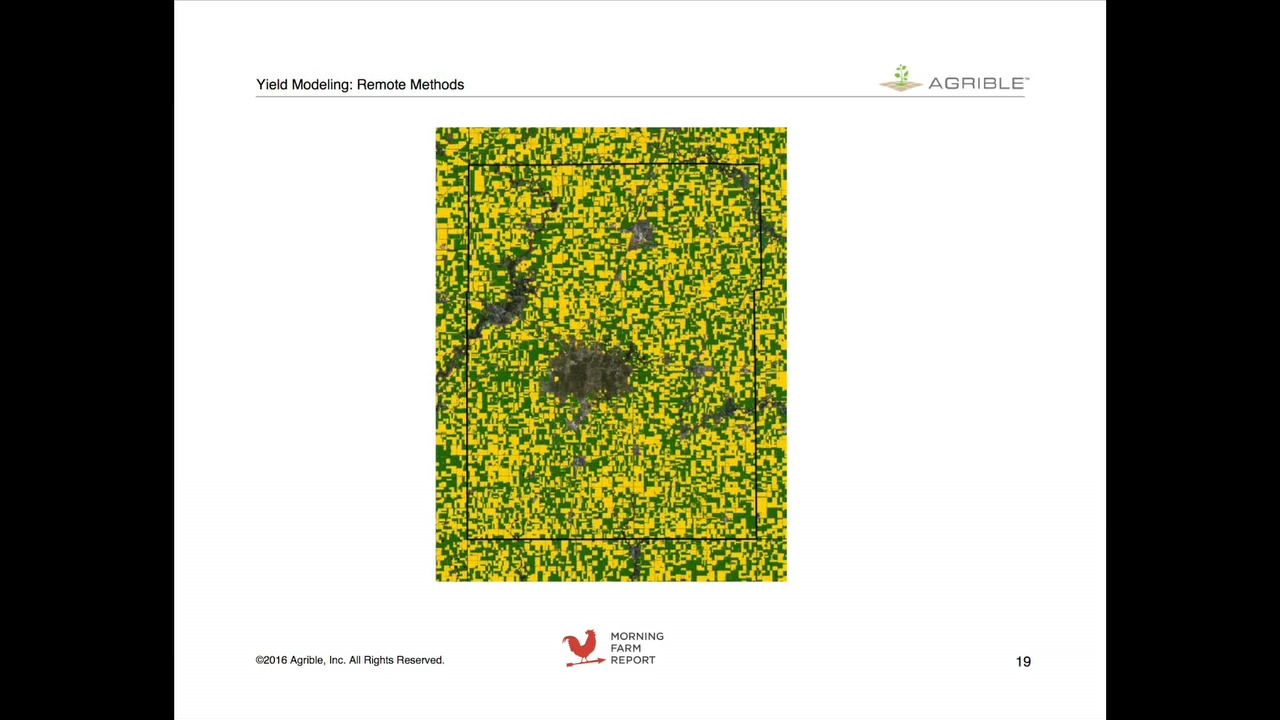 Yield Modeling: Remote Methods
AGRIBLE™
MORNING
FARM
REPORT
©2016 Agrible, Inc. All Rights Reserved.
19